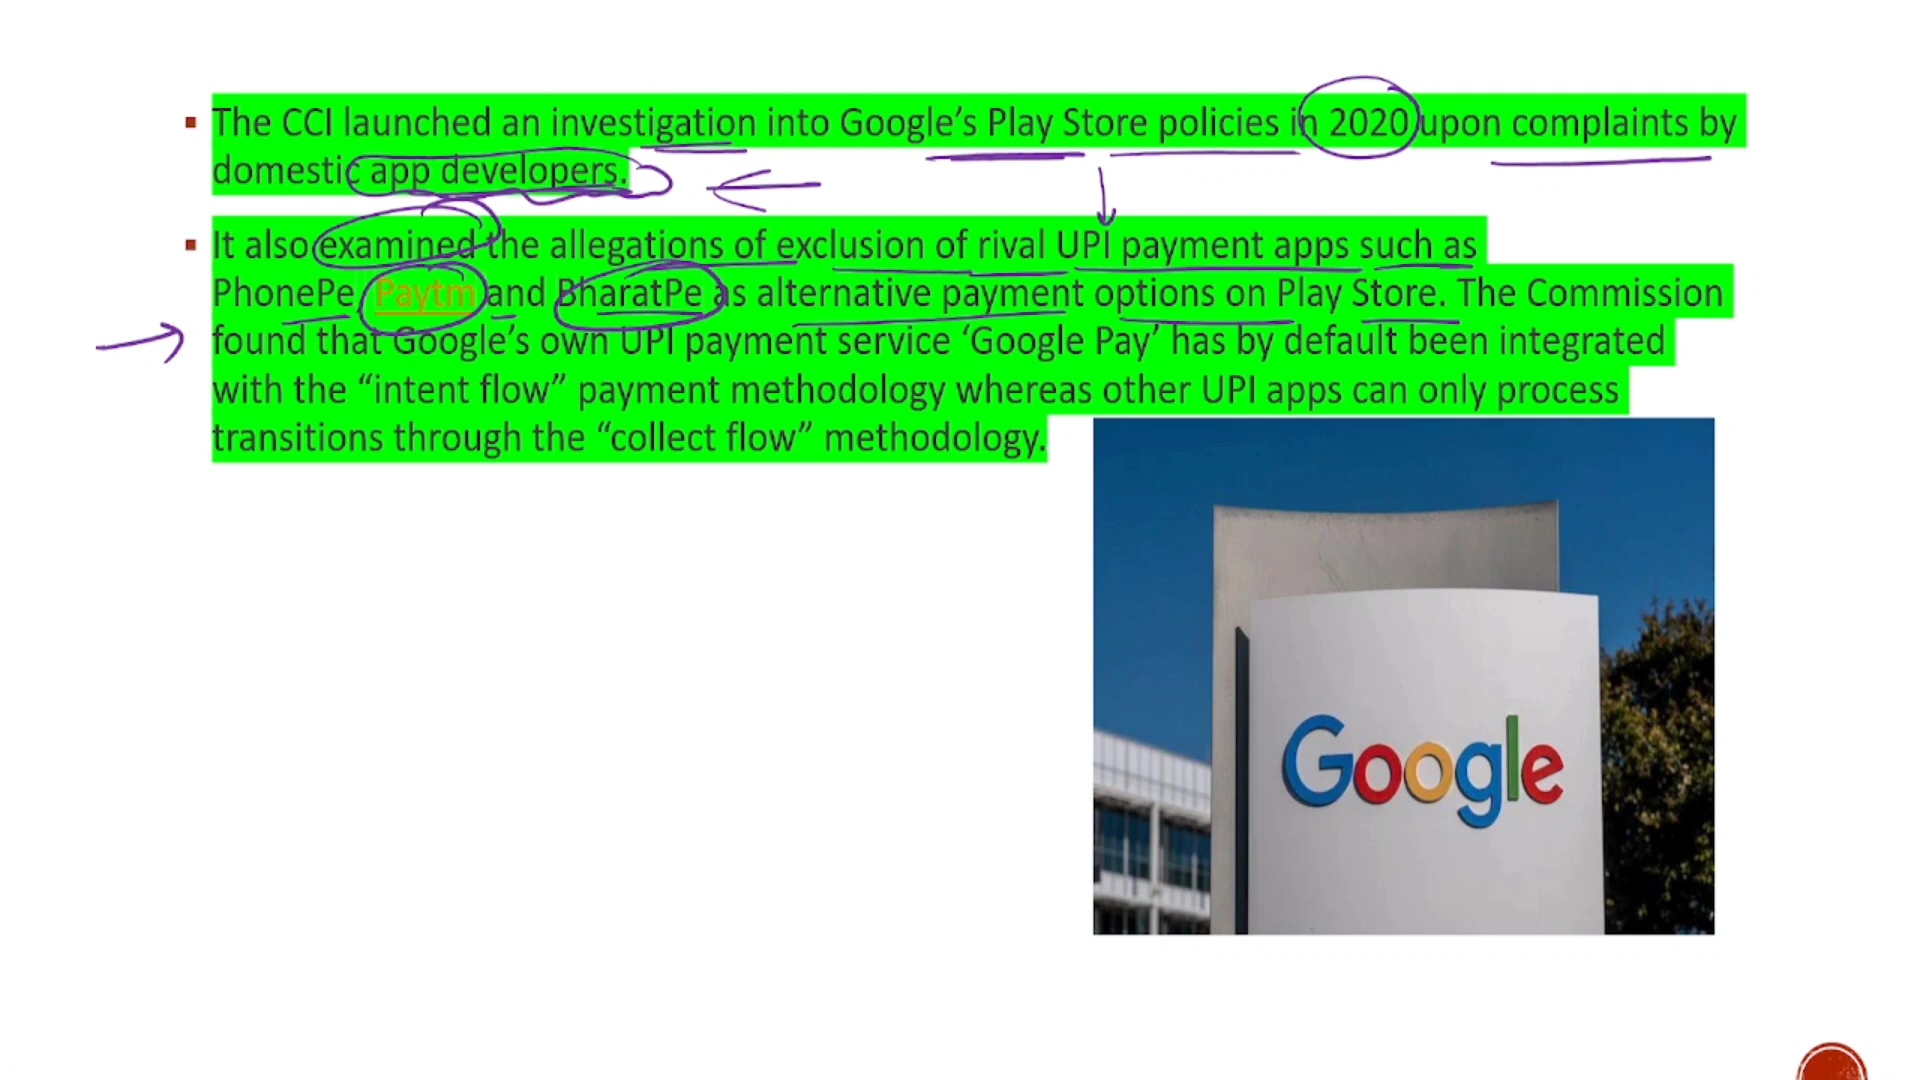 The CCI launched an investigation into Google’s Play Store policies in 2020 upon complaints by
domestic app developers.
It also examined the allegations of exclusion of rival UPI payment apps such as
PhonePe Paytm and BharatPe as alternative payment options on Play Store. The Commission
found that Google’s own UPI payment service ‘Google Pay’ has by default been integrated
with the “intent flow” payment methodology whereas other UPI apps can only process
transitions through the “collect flow” methodology.
Google